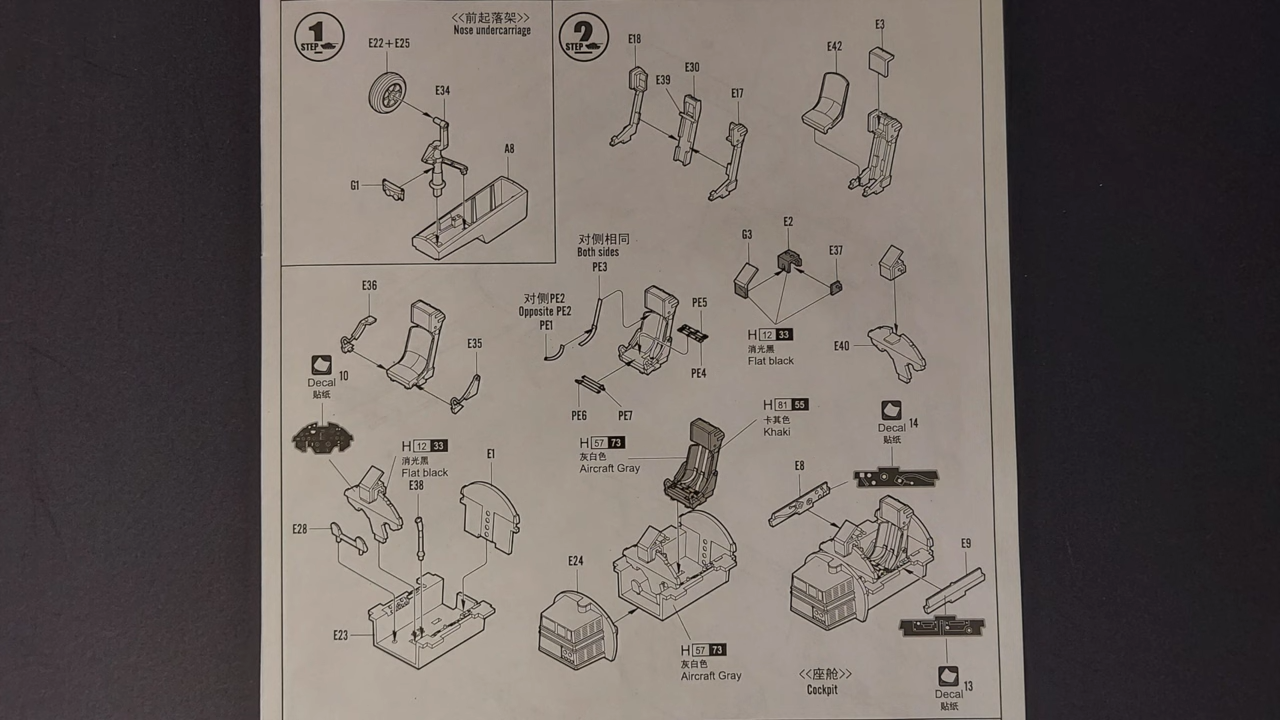 1
STEP
<<前起落架>>
Nose undercarriage
E22+E25
E34
A8
G1
2
STEP
E18
E39
E30
E17
E42
E3
对侧相同
Both sides
PE3
对侧PE2
Opposite PE2
PE1
PE5
PE4
PE6
PE7
G3
E2
E37
H 12 33
消光黑
Flat black
E40
E36
E35
Decal 10
贴纸
H 12 33
消光黑
Flat black
E38
E1
E28
E23
H 57 73
灰白色
Aircraft Gray
H 81 55
卡其色
Khaki
E24
H 57 73
灰白色
Aircraft Gray
Decal 14
贴纸
E8
E9
<<座舱>>
Cockpit
Decal 13
贴纸